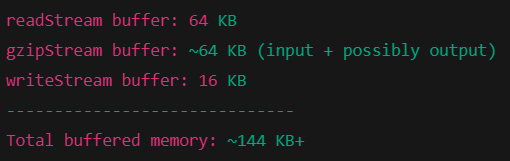 readStream buffer: 64 KB
gzipStream buffer: ~64 KB (input + possibly output)
writeStream buffer: 16 KB
------------------------------
Total buffered memory: ~144 KB+